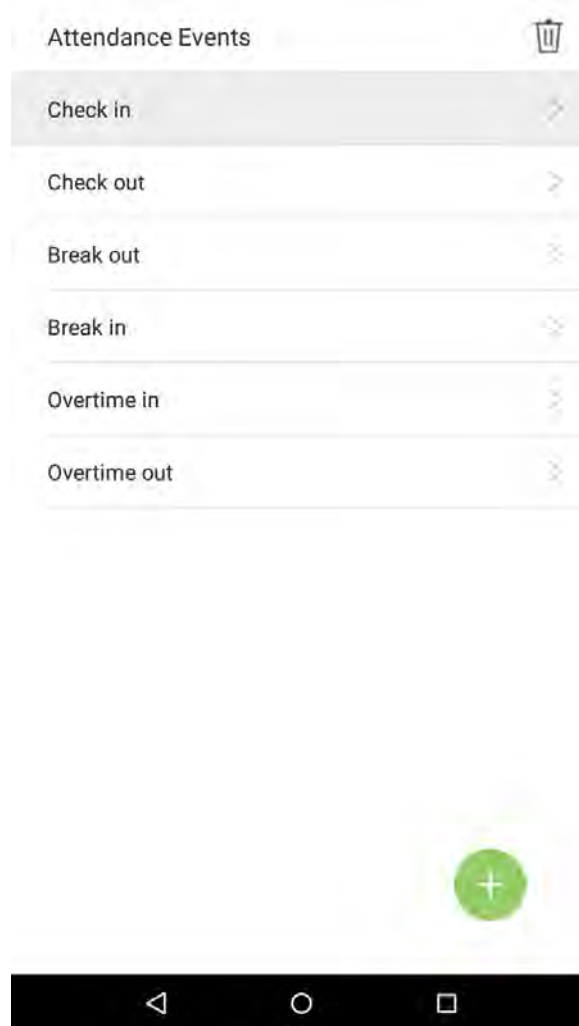 Attendance Events
Check in
Check out
Break out
Break in
Overtime in
Overtime out